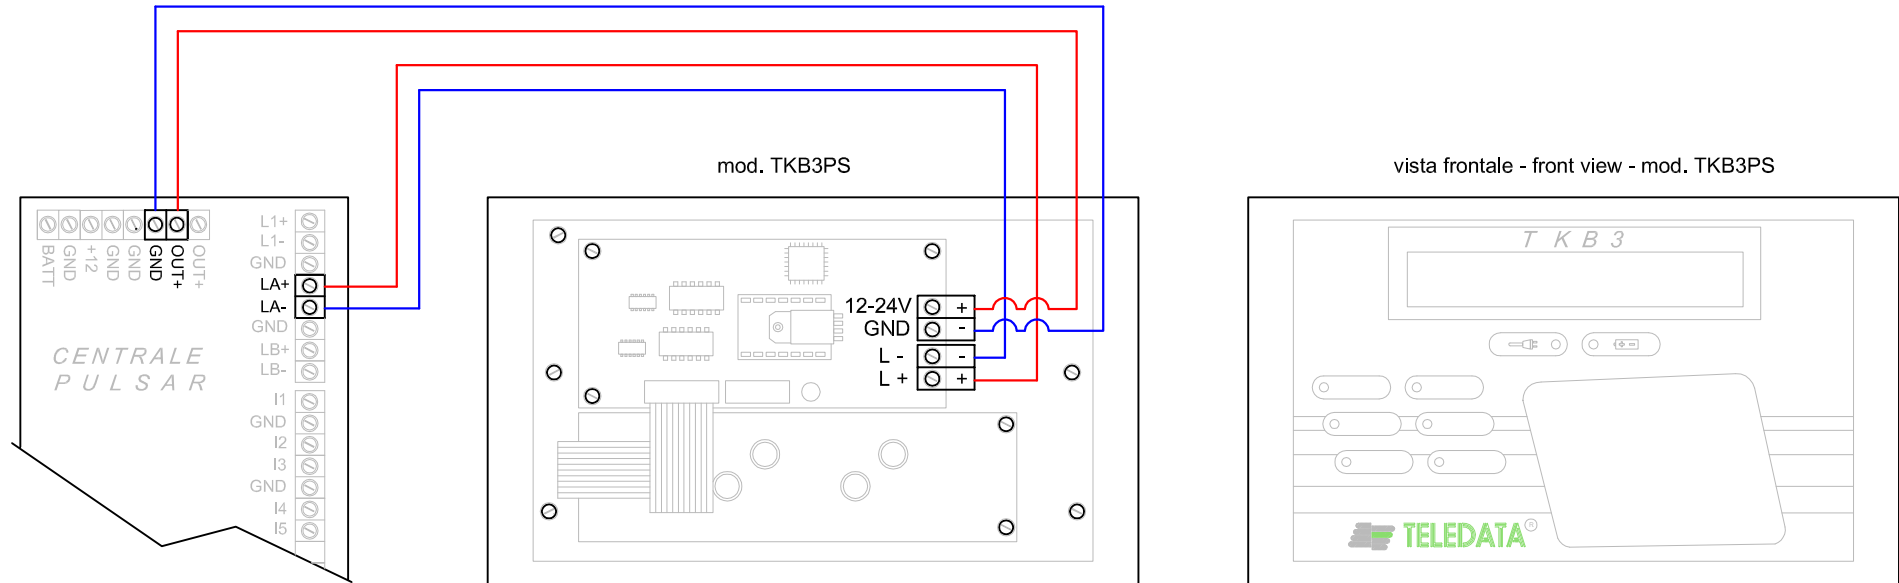 mod. TKB3PS
vista frontale - front view - mod. TKB3PS
BATT
GND
+12
GND
GND
GND
OUT+
OUT+
L1+
L1-
GND
LA+
LA-
GND
LB+
LB-
I1
GND
I2
I3
GND
I4
I5
CENTRALE
PULSAR
12-24V +
GND -
L - -
L + +
TKB3
TELEDATA®